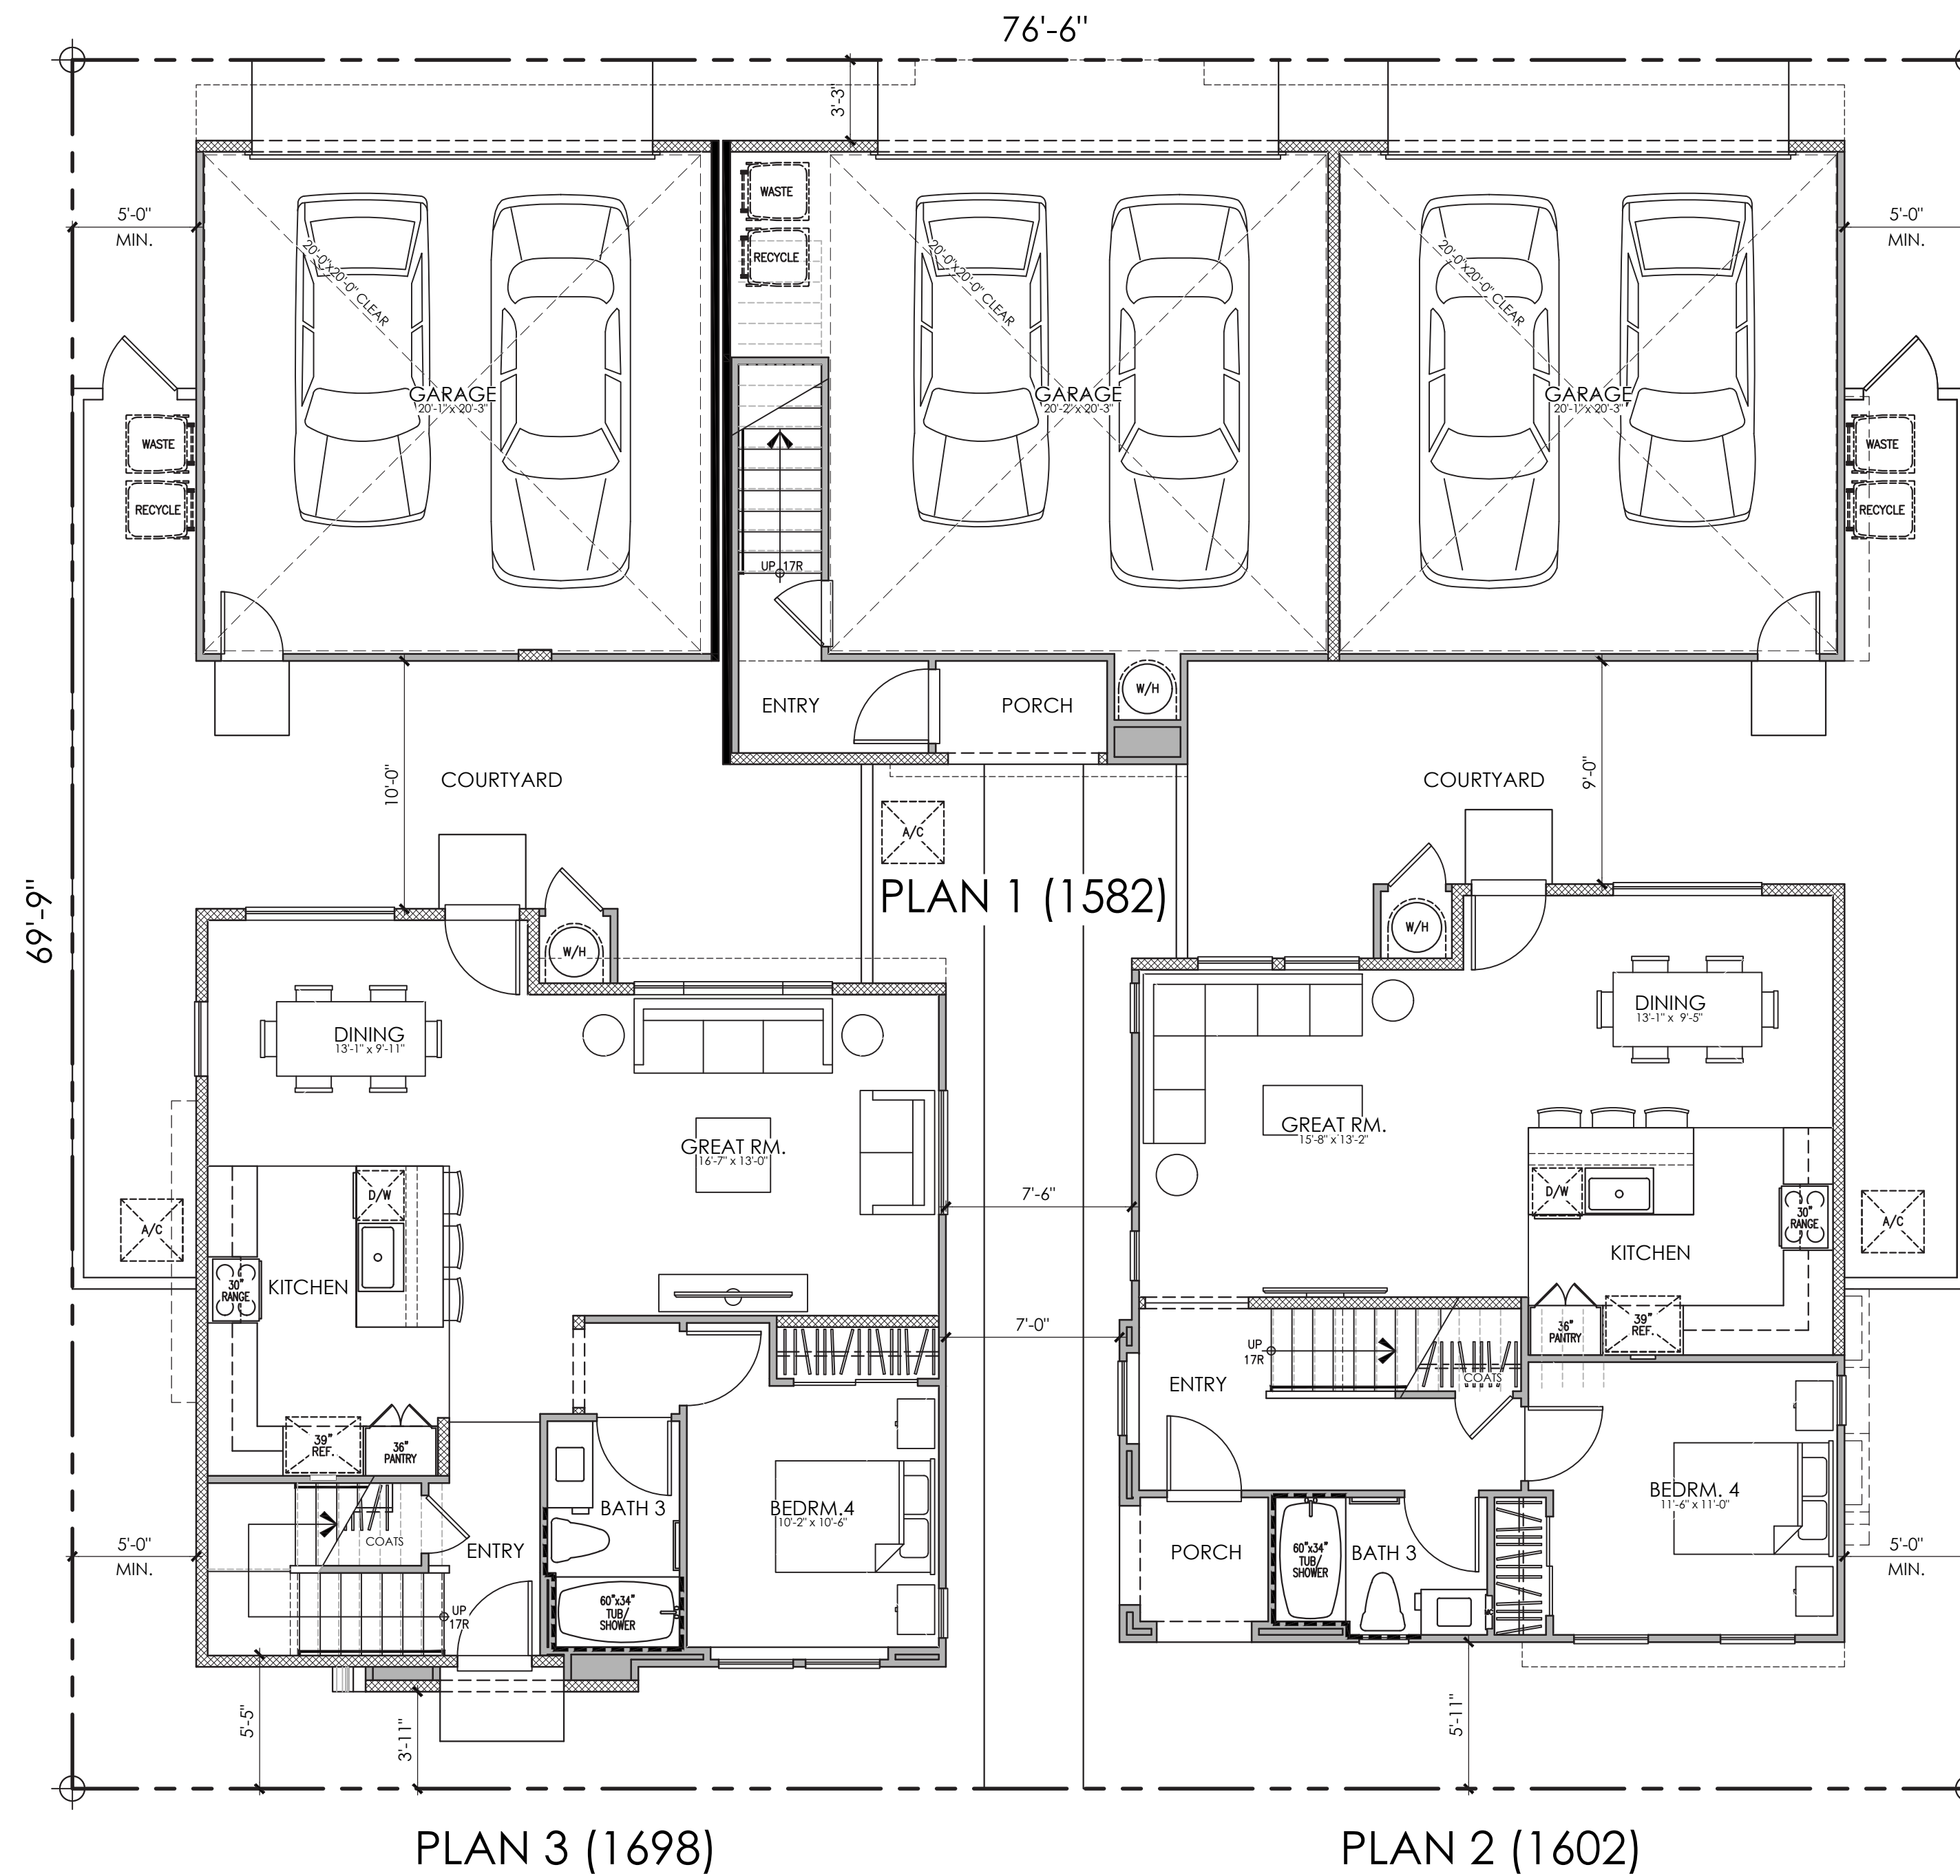 76'-6"
3'-3"
5'-0"
MIN.
WASTE
RECYCLE
20'-0"x20'-0" CLEAR
20'-0"x20'-0" CLEAR
20'-0"x20'-0" CLEAR
5'-0"
MIN.
GARAGE
20'-1" x 20'-3"
GARAGE
20'-2" x 20'-3"
GARAGE
20'-1" x 20'-3"
WASTE
RECYCLE
WASTE
RECYCLE
UP 17R
ENTRY
PORCH
W/H
COURTYARD
10'-0"
A/C
COURTYARD
9'-0"
PLAN 1 (1582)
69'-9"
W/H
W/H
DINING
13'-1" x 9'-11"
DINING
13'-1" x 9'-5"
GREAT RM.
16'-7" x 13'-0"
GREAT RM.
15'-8" x 13'-2"
D/W
7'-6"
D/W
A/C
30"
RANGE
KITCHEN
KITCHEN
30"
RANGE
A/C
7'-0"
36"
PANTRY
39"
REF.
UP
17R
COATS
ENTRY
39"
REF.
36"
PANTRY
COATS
ENTRY
BATH 3
BEDRM.4
10'-2" x 10'-6"
BEDRM. 4
11'-6" x 11'-0"
5'-0"
MIN.
PORCH
60"x34"
TUB/
SHOWER
BATH 3
5'-0"
MIN.
UP
17R
60"x34"
TUB/
SHOWER
5'-5"
3'-11"
5'-11"
PLAN 3 (1698)
PLAN 2 (1602)